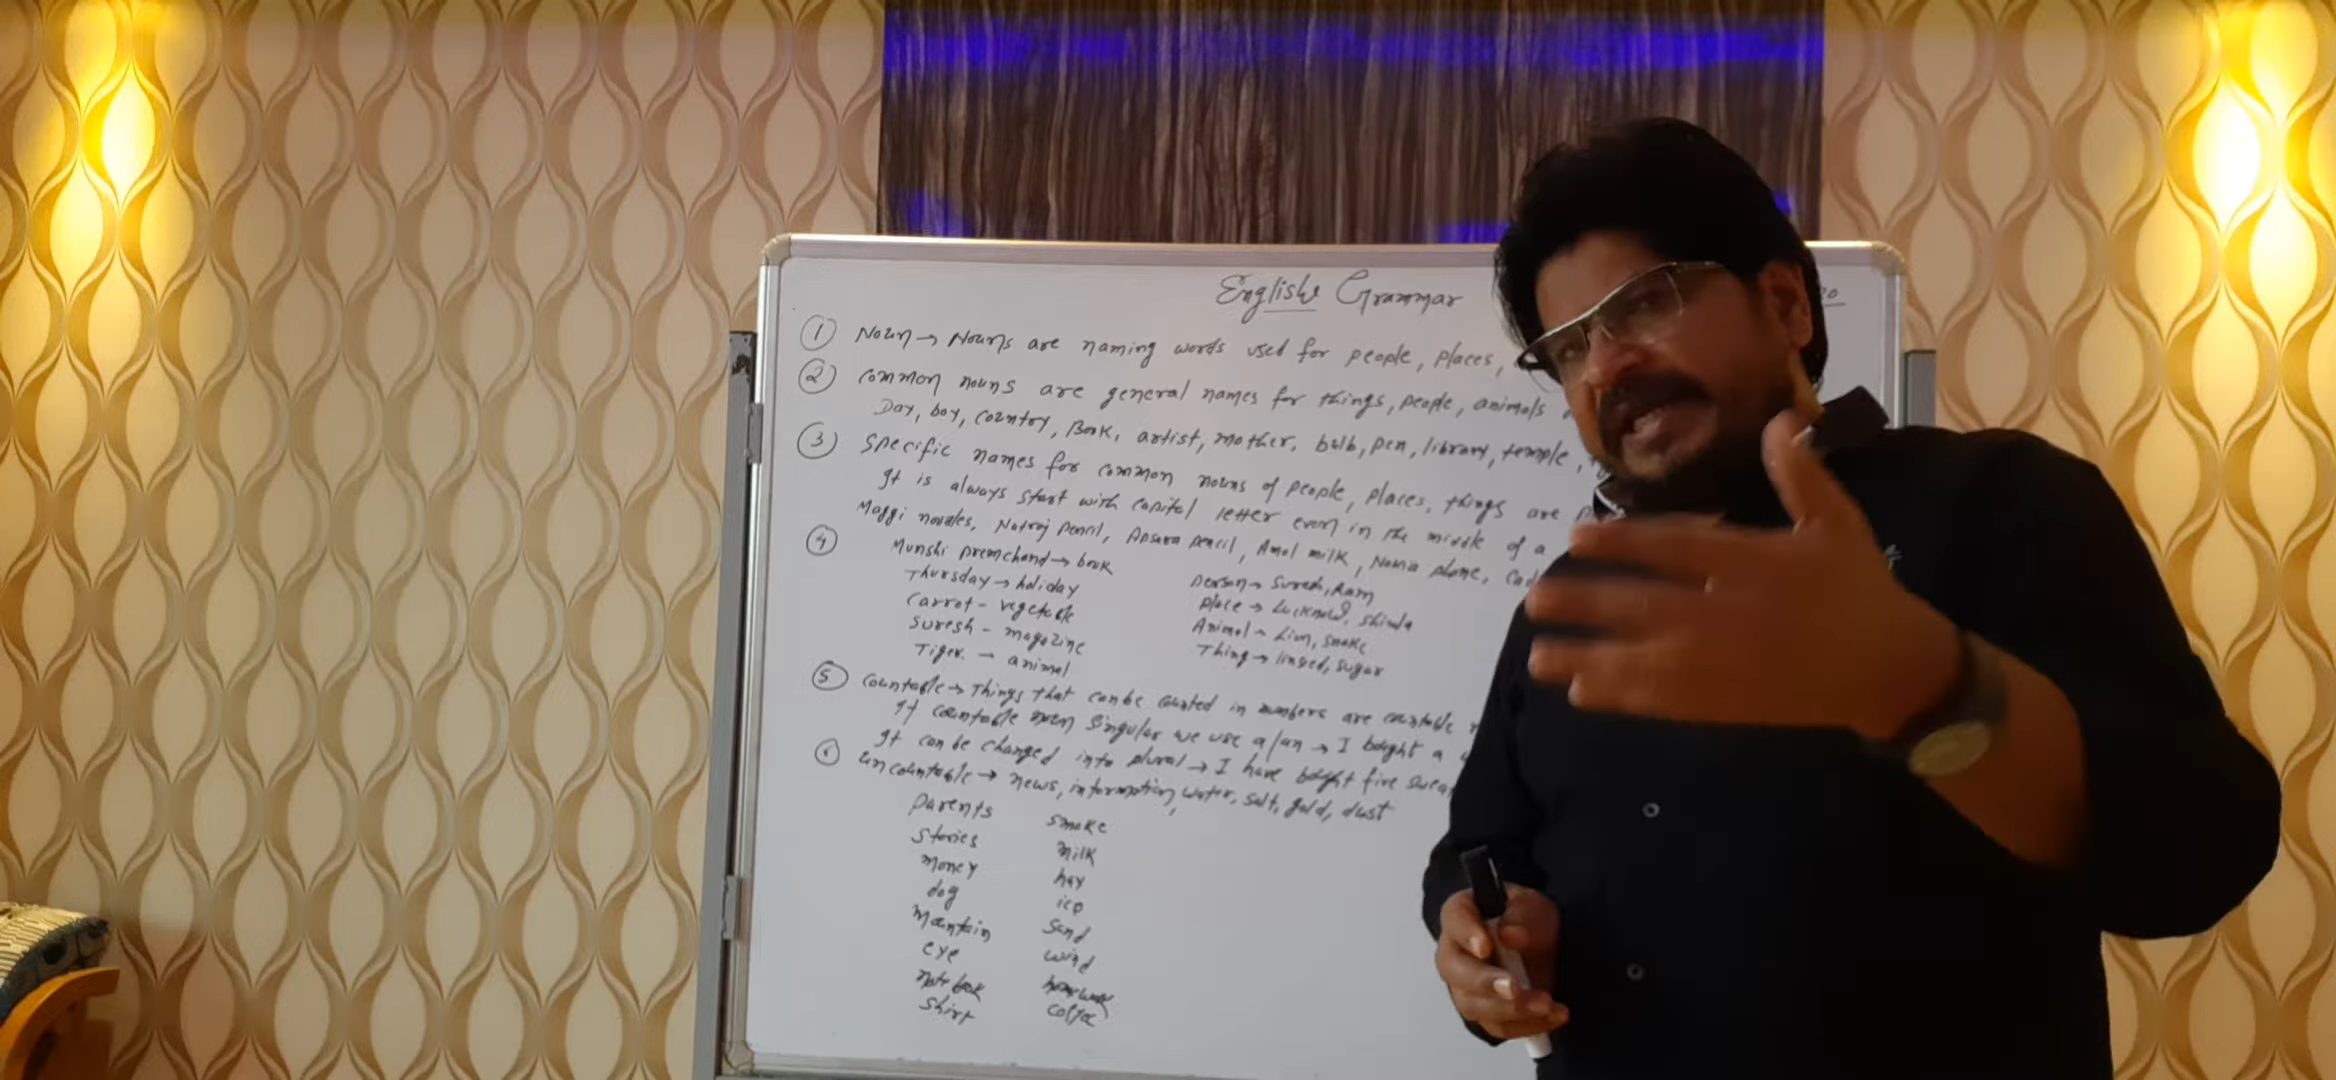 English Grammar
20
① Noun → Nouns are naming words used for people, places,
② Common nouns are general names for things, people, animals
Day, boy, country, Book, artist, mother, bulb, pen, library, temple,
③ Specific names for common nouns of people, places, things are
It is always start with capital letter even in the middle of a
Maggi noodles, Natraj pencil, Apsara pencil, Amol milk, Nokia phone,
④ Munshi premchand → book
Thursday → holiday
Carrot - vegetable
Suresh - magazine
Tiger. → animal
Person → Suresh, Ram
Place → Lucknow, Shimla
Animal → Lion, snake
Thing → linseed, sugar
⑤ Countable → Things that can be counted in numbers are countable
If countable noun singular we use a/an → I bought a
It can be changed into plural → I have bought five
⑥ Uncountable → news, information, water, salt, gold, dust
Parents
Stories
money
dog
Mountain
eye
notebook
Shirt
smoke
milk
hay
ice
Sand
wind
homework
coffee